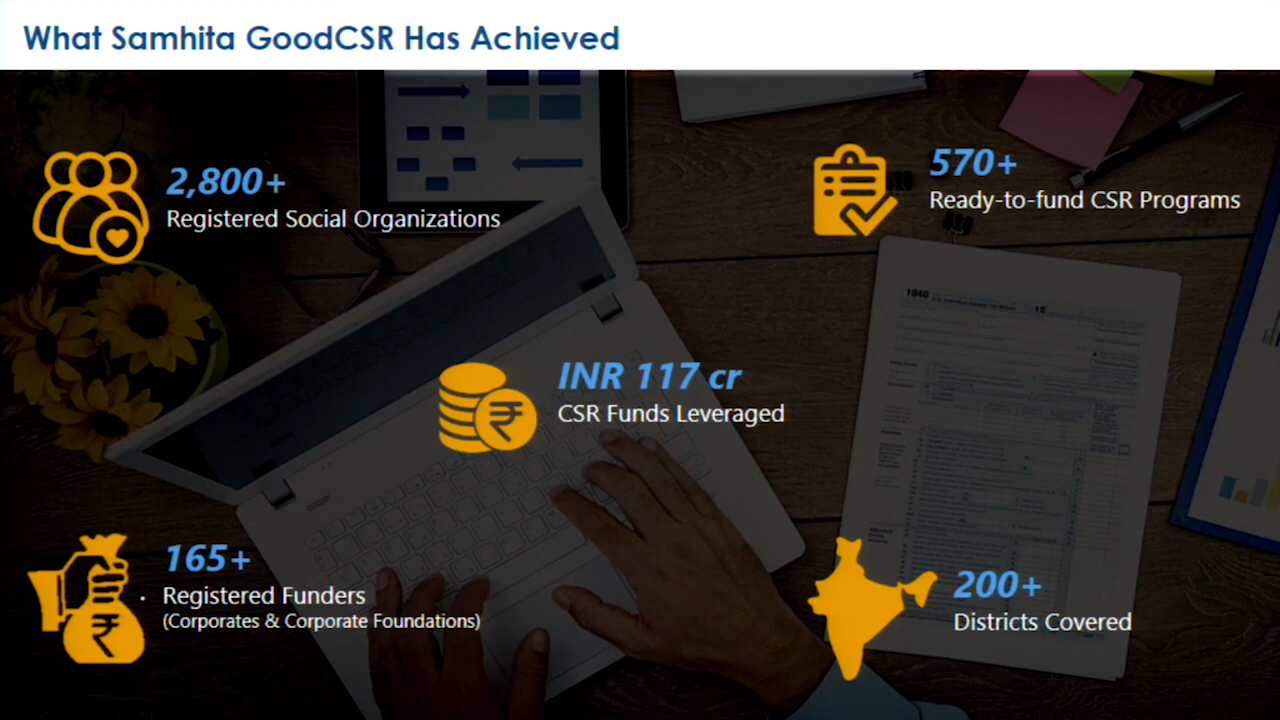 What Samhita GoodCSR Has Achieved
2,800+
Registered Social Organizations
570+
Ready-to-fund CSR Programs
1040
INR 117 cr
CSR Funds Leveraged
165+
Registered Funders
(Corporates & Corporate Foundations)
200+
Districts Covered